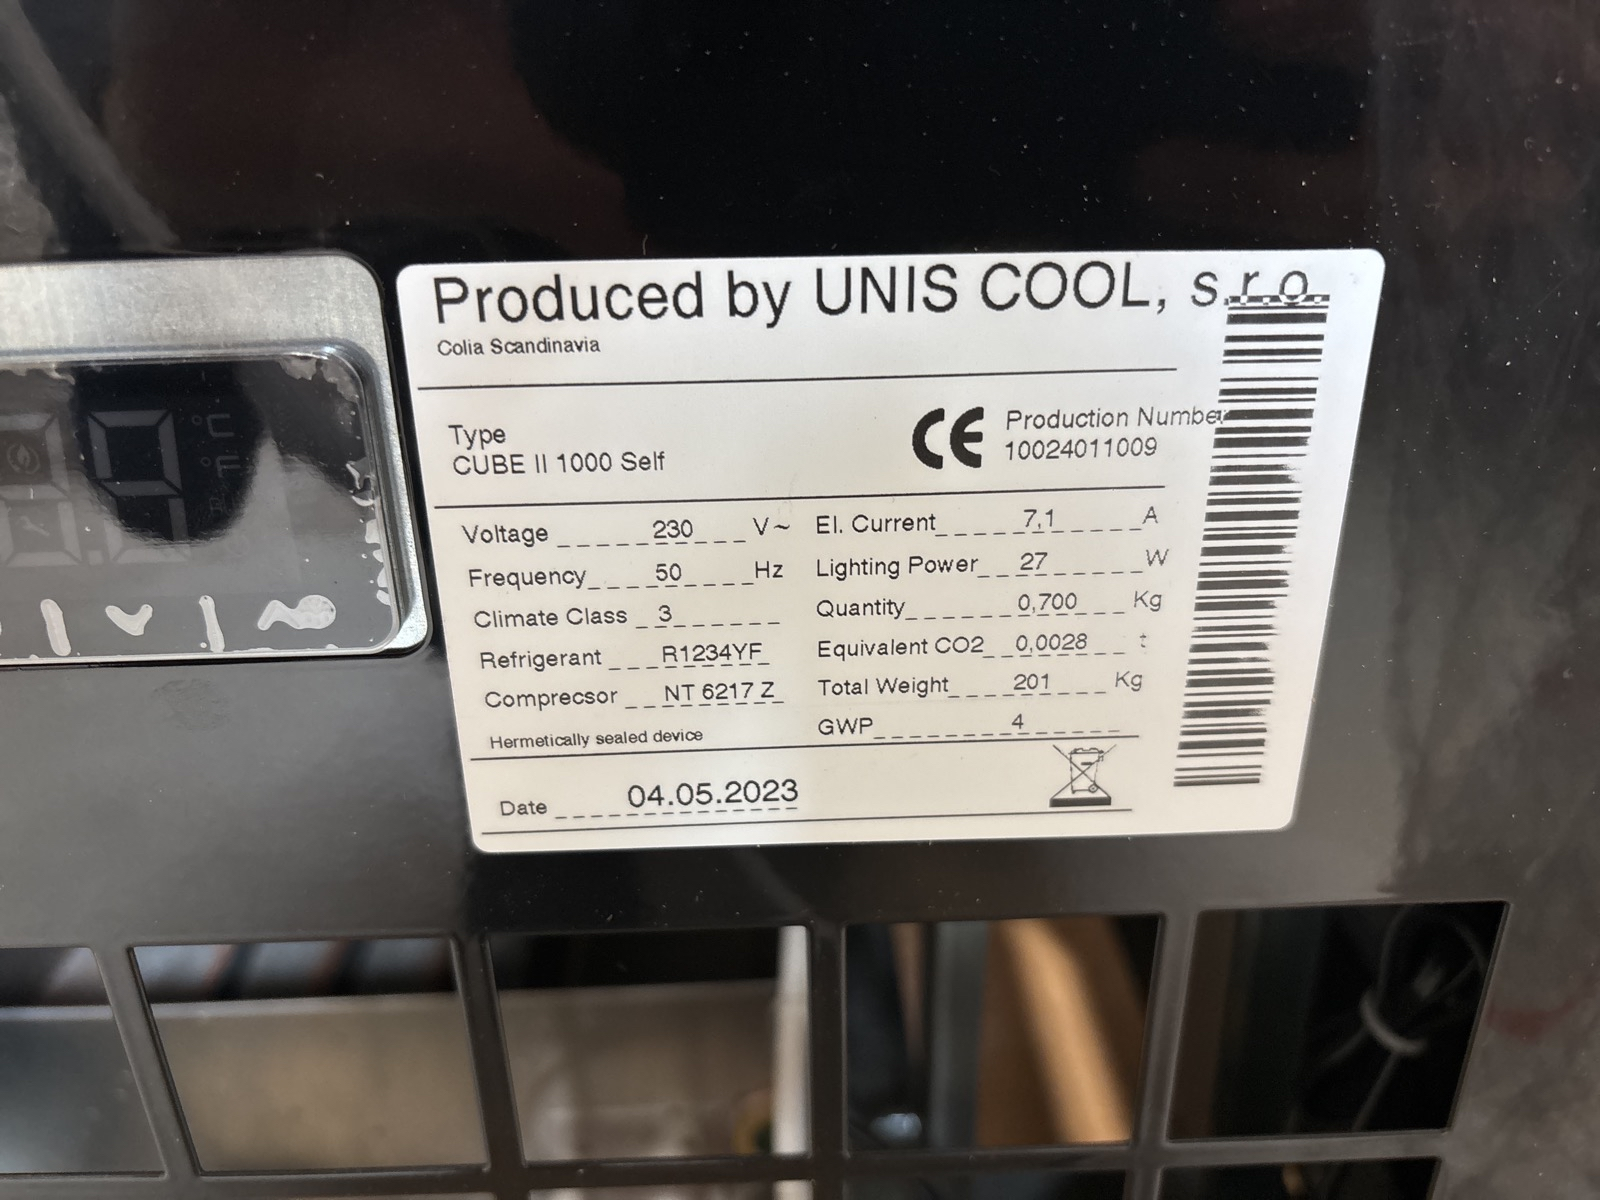 Produced by UNIS COOL, s.r.o.
Colia Scandinavia
Type
CUBE II 1000 Self
CE
Production Number
10024011009
Voltage 230 V~
El. Current 7,1 A
Frequency 50 Hz
Lighting Power 27 W
Climate Class 3
Quantity 0,700 Kg
Refrigerant R1234YF
Equivalent CO2 0,0028 t
Comprecsor NT 6217 Z
Total Weight 201 Kg
Hermetically sealed device
GWP 4
Date 04.05.2023
°C
°F